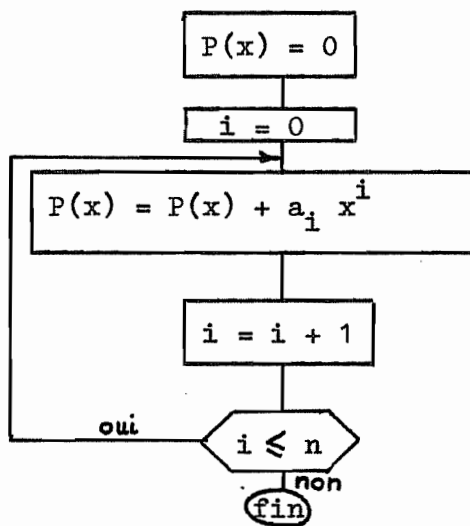 P(x) = 0
i = 0
P(x) = P(x) + a_i x^i
i = i + 1
oui
i ⩽ n
non
fin